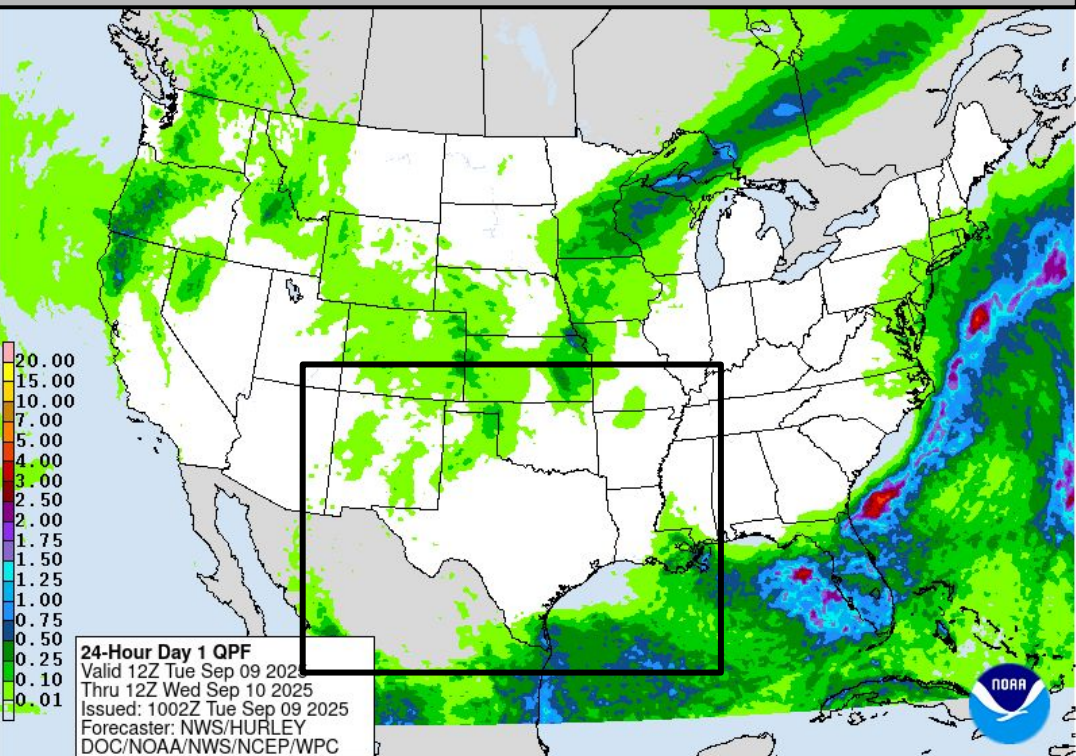 20.00
15.00
10.00
7.00
5.00
4.00
3.00
2.50
2.00
1.75
1.50
1.25
1.00
0.75
0.50
0.25
0.10
0.01
24-Hour Day 1 QPF
Valid 12Z Tue Sep 09 2025
Thru 12Z Wed Sep 10 2025
Issued: 1002Z Tue Sep 09 2025
Forecaster: NWS/HURLEY
DOC/NOAA/NWS/NCEP/WPC
NOAA